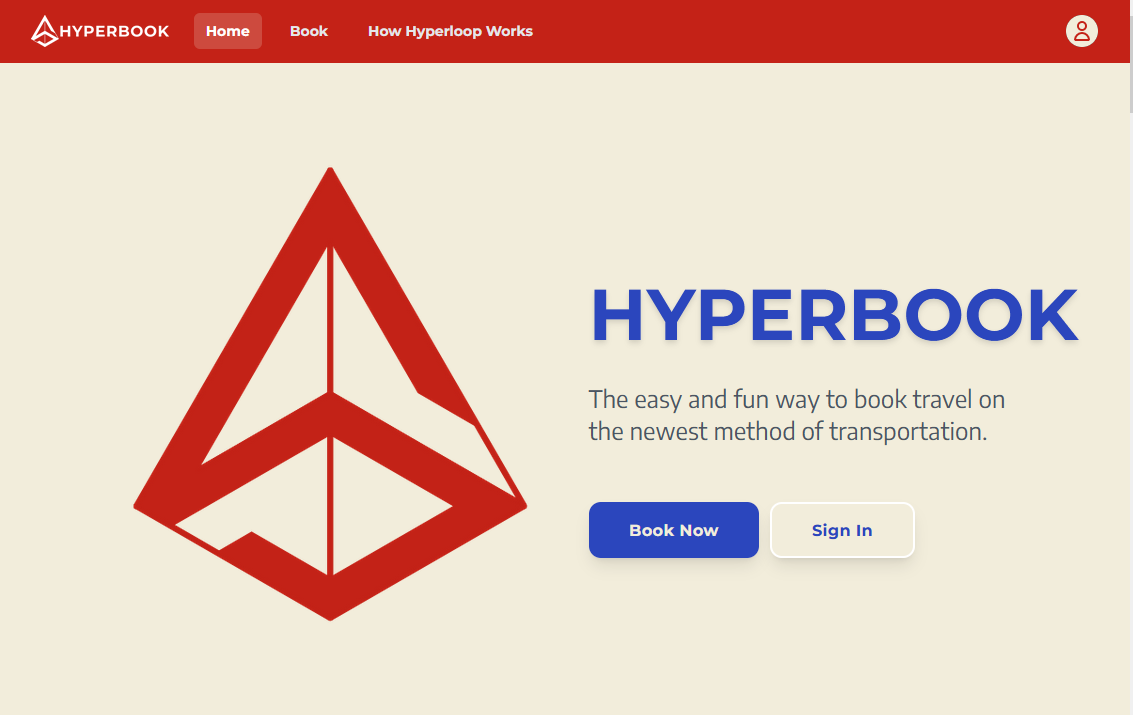 HYPERBOOK
Home
Book
How Hyperloop Works
HYPERBOOK
The easy and fun way to book travel on
the newest method of transportation.
Book Now
Sign In